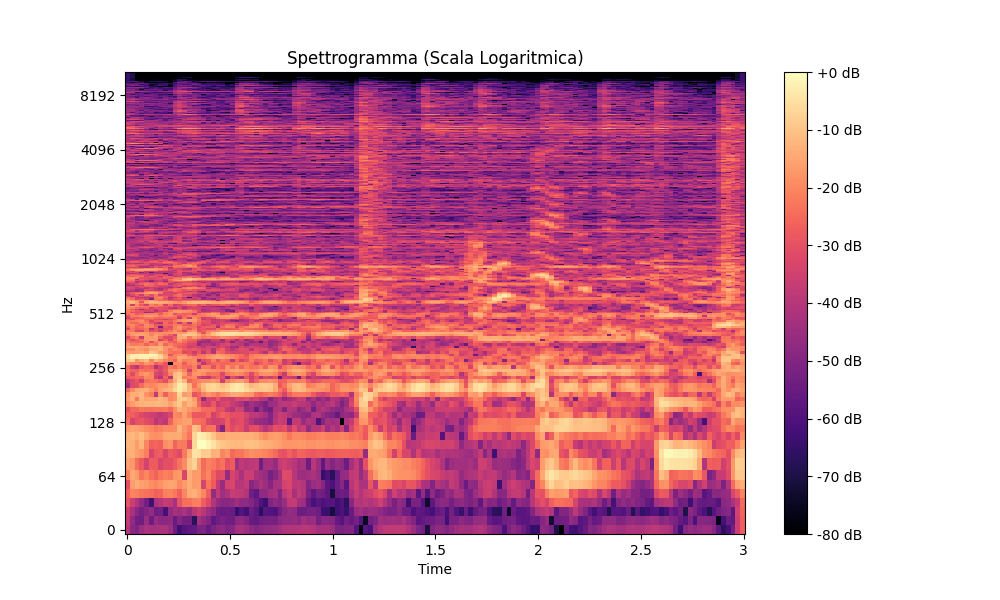 Spettrogramma (Scala Logaritmica)
Hz
8192
4096
2048
1024
512
256
128
64
0
0 0.5 1 1.5 2 2.5 3
Time
+0 dB
-10 dB
-20 dB
-30 dB
-40 dB
-50 dB
-60 dB
-70 dB
-80 dB